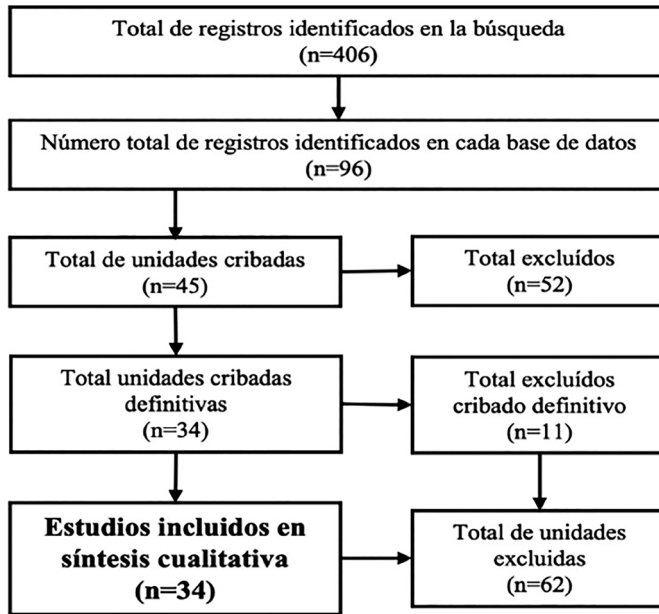 Total de registros identificados en la búsqueda
(n=406)
Número total de registros identificados en cada base de datos
(n=96)
Total de unidades cribadas
(n=45)
Total excluídos
(n=52)
Total unidades cribadas
definitivas
(n=34)
Total excluídos
cribado definitivo
(n=11)
Estudios incluidos en
síntesis cualitativa
(n=34)
Total de unidades
excluidas
(n=62)